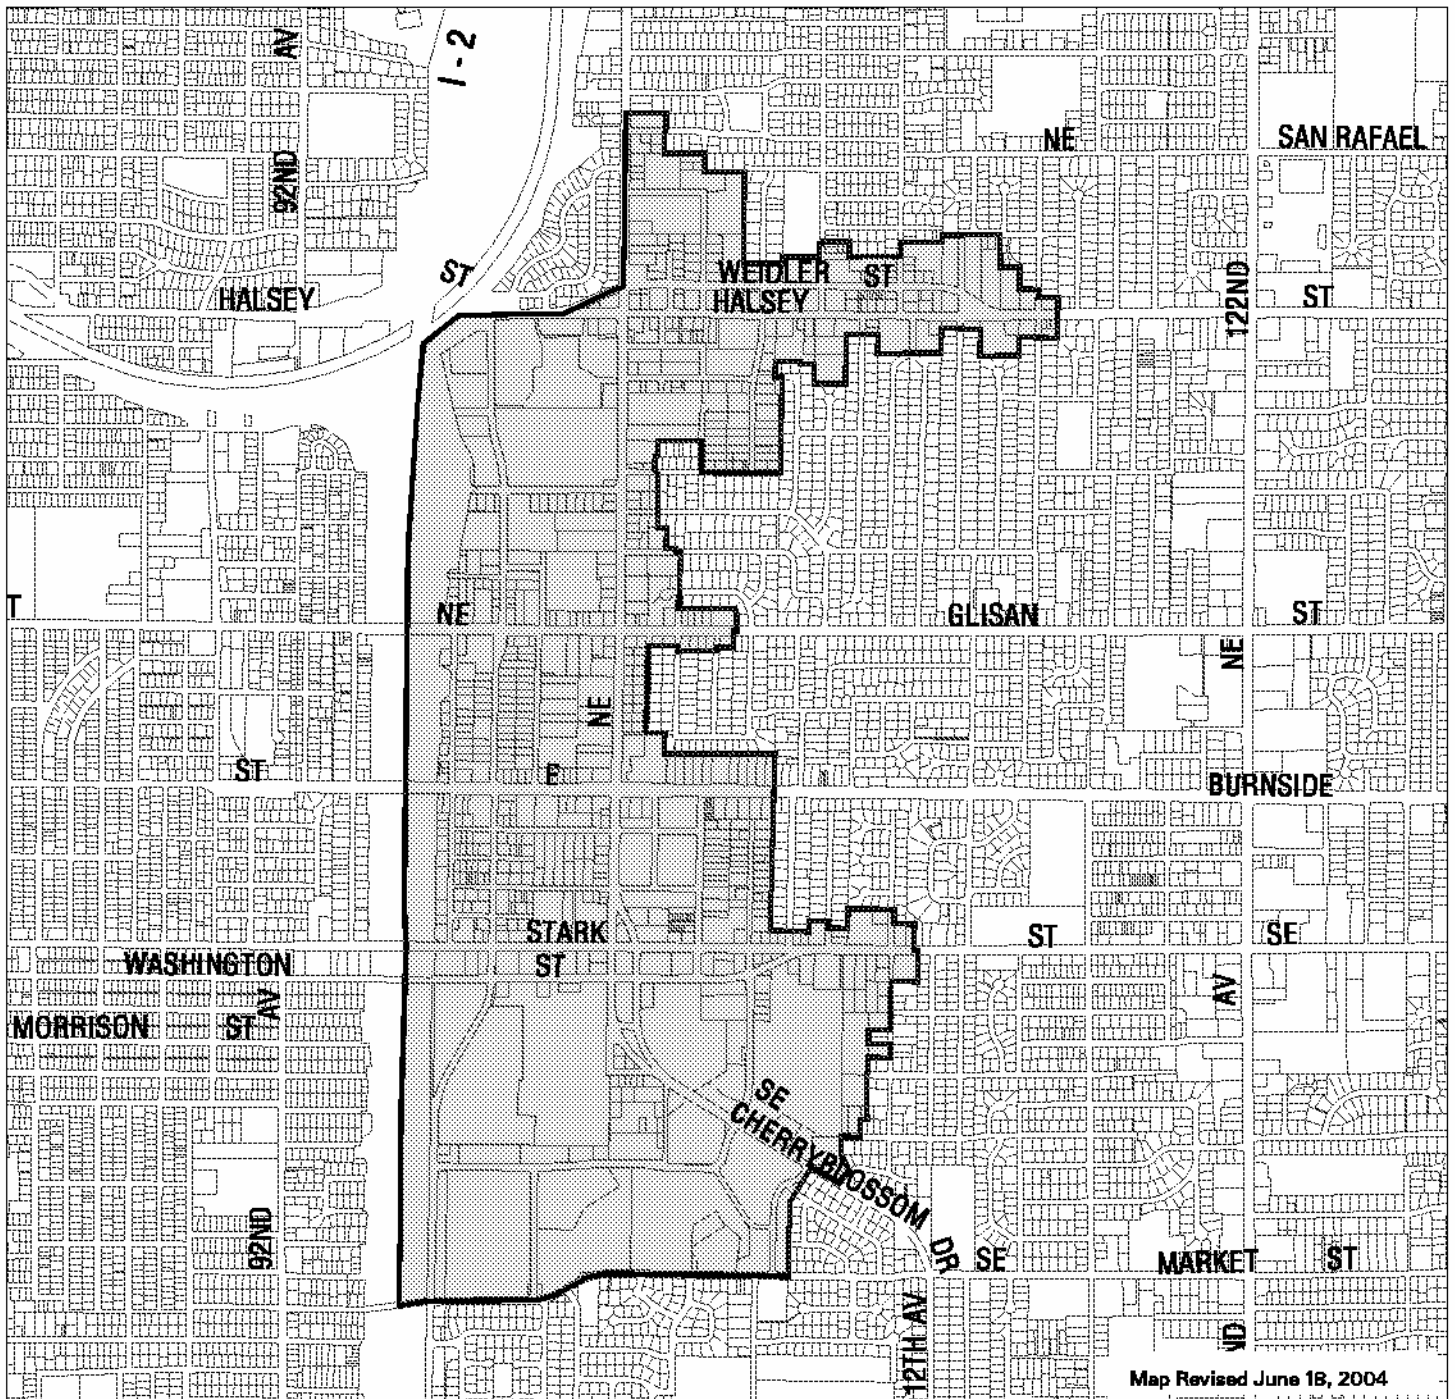 AV
I-2
NE
SAN RAFAEL
92ND
ST
WEIDLER
ST
HALSEY
HALSEY
122ND
ST
T
NE
GLISAN
ST
NE
NE
ST
E
BURNSIDE
STARK
ST
SE
WASHINGTON
ST
AV
AV
MORRISON
ST
SE
CHERRYBLOSSOM
DR
92ND
SE
MARKET
ST
12TH AV
ND
Map Revised June 18, 2004